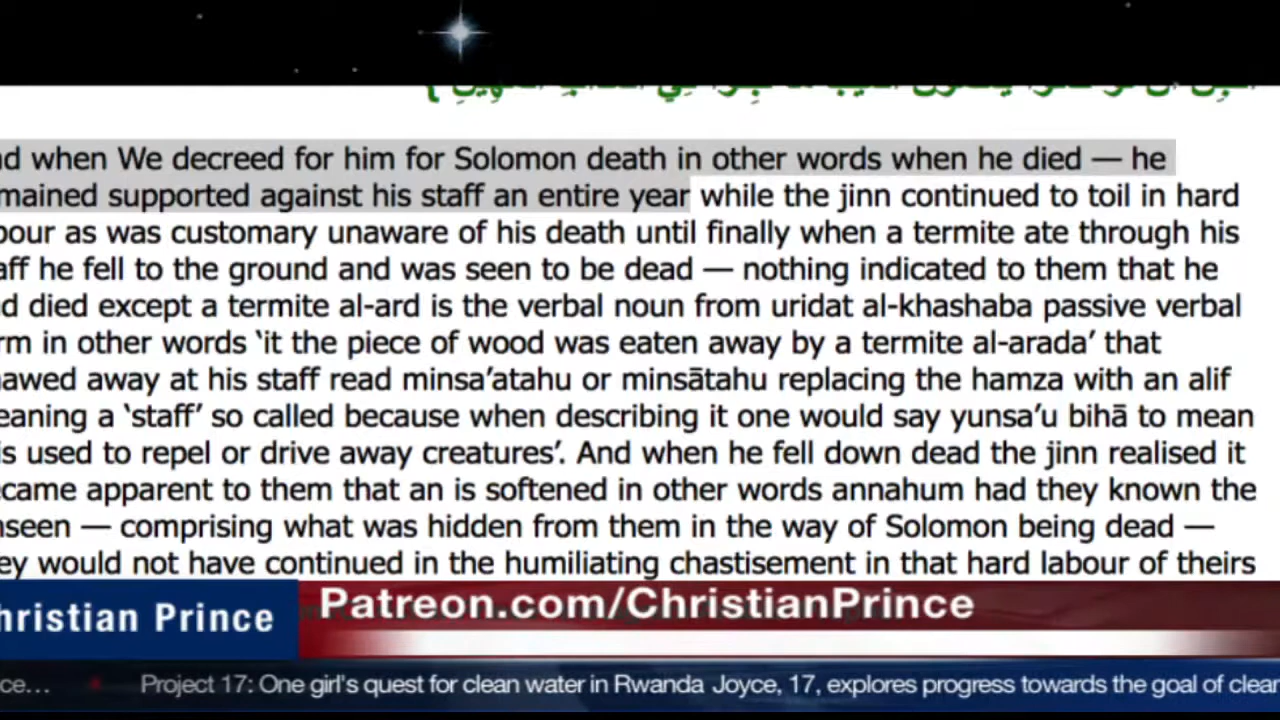 nd when We decreed for him for Solomon death in other words when he died — he
mained supported against his staff an entire year while the jinn continued to toil in hard
bour as was customary unaware of his death until finally when a termite ate through his
aff he fell to the ground and was seen to be dead — nothing indicated to them that he
d died except a termite al-ard is the verbal noun from uridat al-khashaba passive verbal
rm in other words ‘it the piece of wood was eaten away by a termite al-arada’ that
nawed away at his staff read minsa’atahu or minsātahu replacing the hamza with an alif
eaning a ‘staff’ so called because when describing it one would say yunsa’u bihā to mean
is used to repel or drive away creatures’. And when he fell down dead the jinn realised it
came apparent to them that an is softened in other words annahum had they known the
nseen — comprising what was hidden from them in the way of Solomon being dead —
ey would not have continued in the humiliating chastisement in that hard labour of theirs
hristian Prince
Patreon.com/ChristianPrince
ce... Project 17: One girl's quest for clean water in Rwanda Joyce, 17, explores progress towards the goal of clear